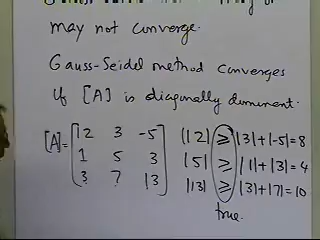 may not converge.
Gauss-Seidel method converges
If [A] is diagonally dominant.
[A]= [12 3 -5 |12| ≥ |3|+|-5|=8
1 5 3 |5| ≥ |1|+|3|=4
3 7 13] |13| ≥ |3|+|7|=10
true.